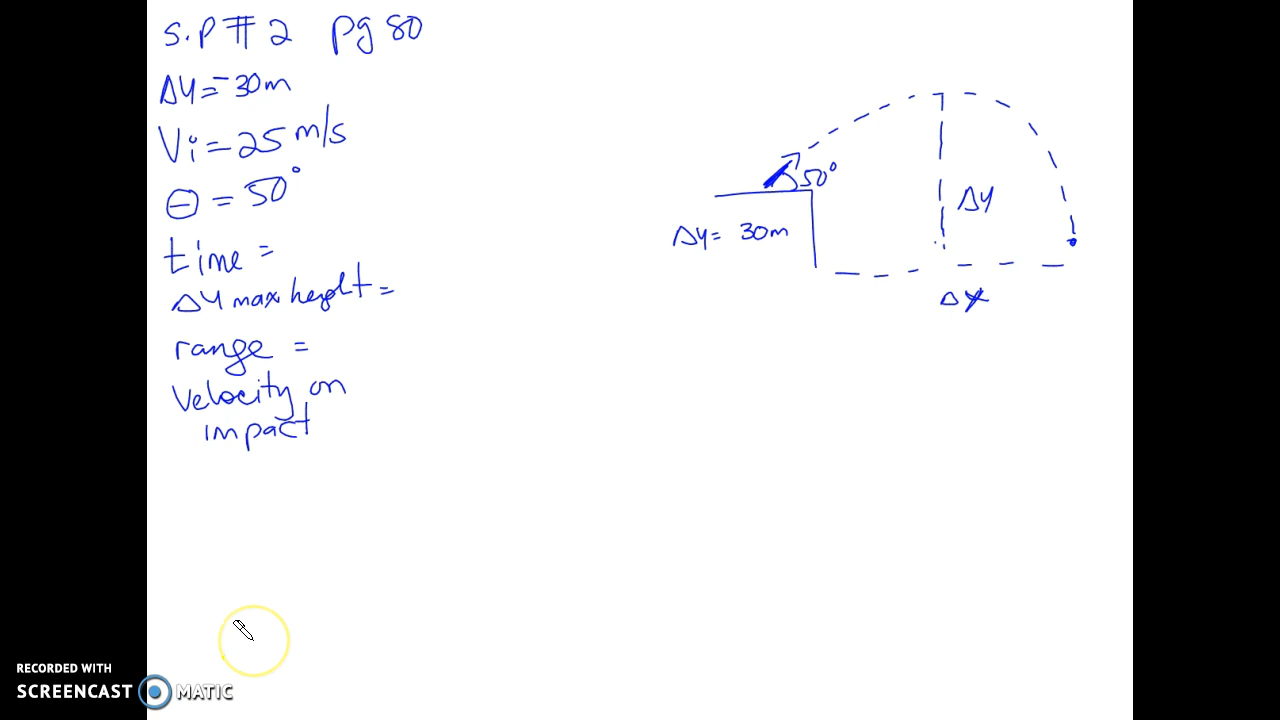 S.P # 2 pg 80
ΔY = -30m
Vi = 25 m/s
θ = 50°
time =
ΔY max height =
range =
Velocity on
impact
50°
ΔY
ΔY = 30m
ΔX
RECORDED WITH
SCREENCAST MATIC